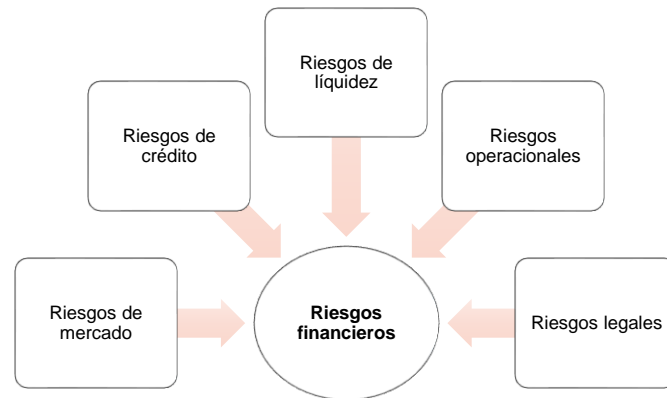 Riesgos de
líquidez
Riesgos de
crédito
Riesgos
operacionales
Riesgos de
mercado
Riesgos
financieros
Riesgos legales